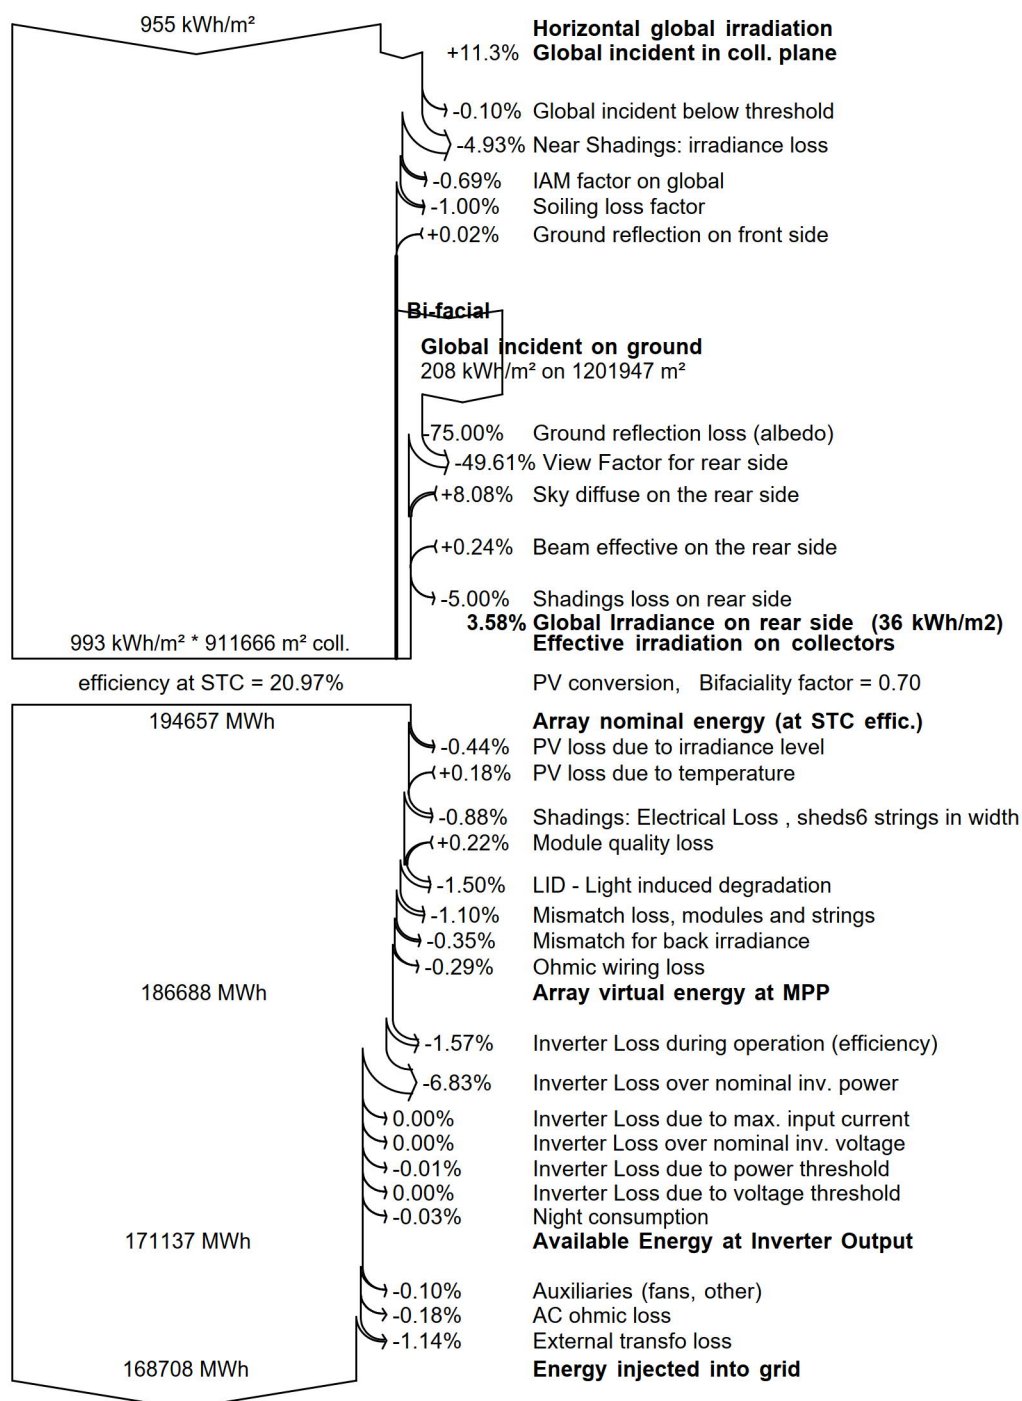 955 kWh/m² Horizontal global irradiation
+11.3% Global incident in coll. plane
-0.10% Global incident below threshold
-4.93% Near Shadings: irradiance loss
-0.69% IAM factor on global
-1.00% Soiling loss factor
+0.02% Ground reflection on front side
Bi-facial
Global incident on ground
208 kWh/m² on 1201947 m²
-75.00% Ground reflection loss (albedo)
-49.61% View Factor for rear side
+8.08% Sky diffuse on the rear side
+0.24% Beam effective on the rear side
-5.00% Shadings loss on rear side
3.58% Global Irradiance on rear side (36 kWh/m2)
993 kWh/m² * 911666 m² coll. Effective irradiation on collectors
efficiency at STC = 20.97% PV conversion, Bifaciality factor = 0.70
194657 MWh Array nominal energy (at STC effic.)
-0.44% PV loss due to irradiance level
+0.18% PV loss due to temperature
-0.88% Shadings: Electrical Loss , sheds6 strings in width
+0.22% Module quality loss
-1.50% LID - Light induced degradation
-1.10% Mismatch loss, modules and strings
-0.35% Mismatch for back irradiance
-0.29% Ohmic wiring loss
186688 MWh Array virtual energy at MPP
-1.57% Inverter Loss during operation (efficiency)
-6.83% Inverter Loss over nominal inv. power
0.00% Inverter Loss due to max. input current
0.00% Inverter Loss over nominal inv. voltage
-0.01% Inverter Loss due to power threshold
0.00% Inverter Loss due to voltage threshold
-0.03% Night consumption
171137 MWh Available Energy at Inverter Output
-0.10% Auxiliaries (fans, other)
-0.18% AC ohmic loss
-1.14% External transfo loss
168708 MWh Energy injected into grid